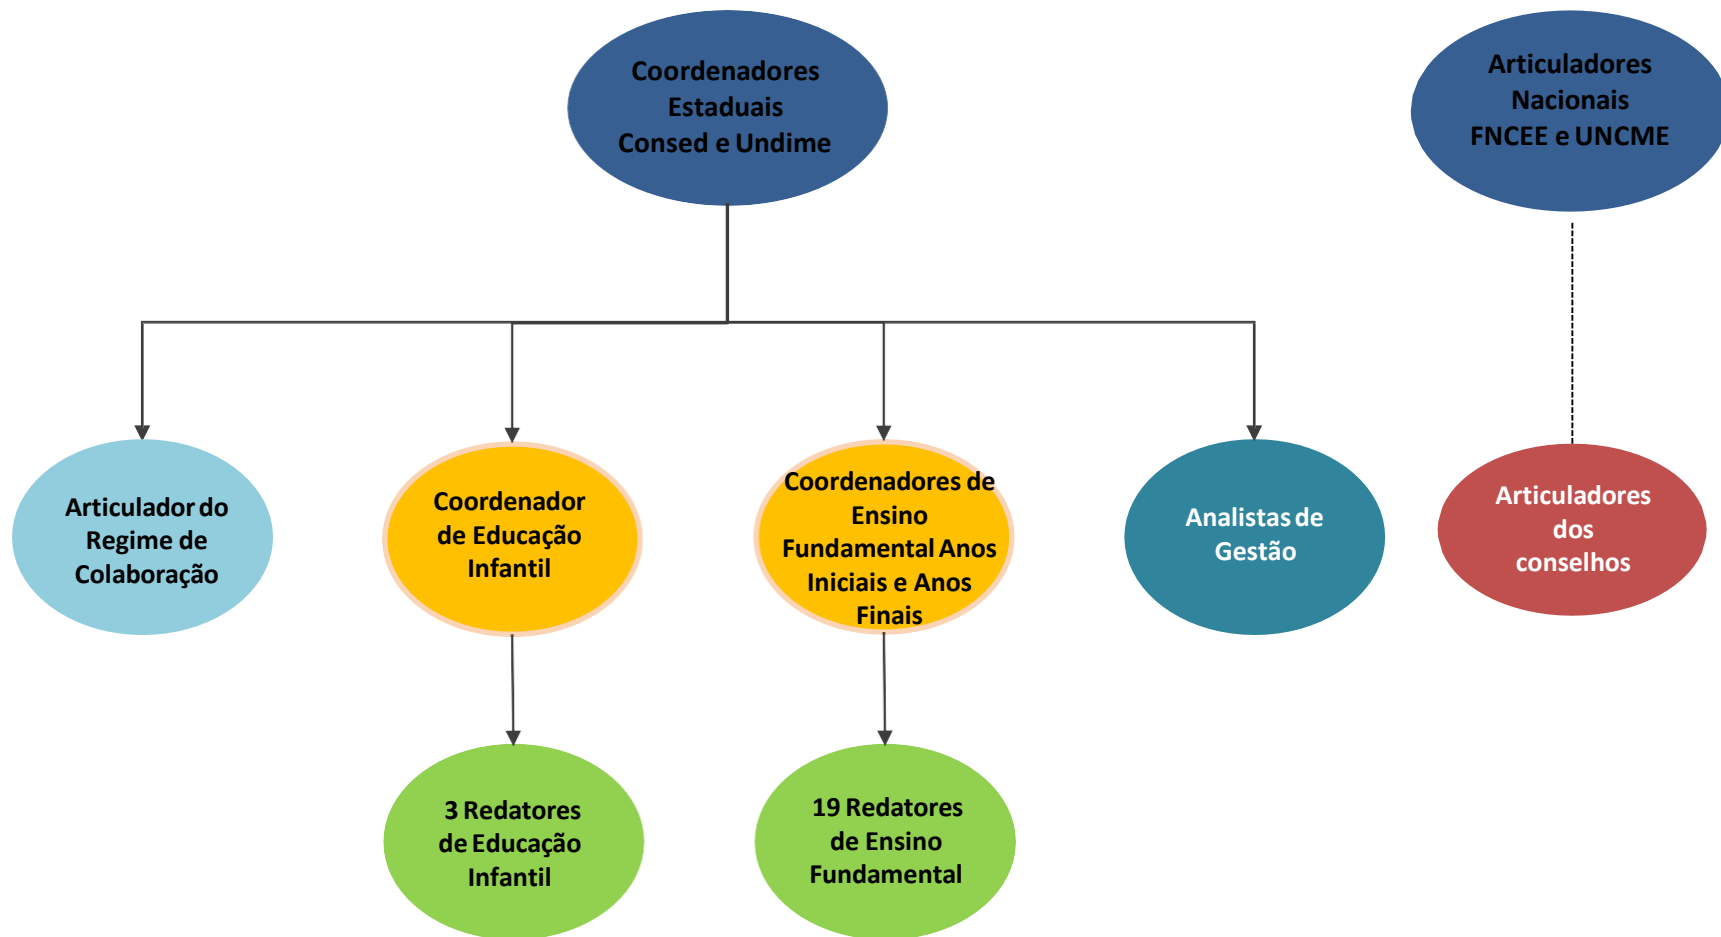 Coordenadores
Estaduais
Consed e Undime
Articuladores
Nacionais
FNCEE e UNCME
Articulador do
Regime de
Colaboração
Coordenador
de Educação
Infantil
Coordenadores de
Ensino
Fundamental Anos
Iniciais e Anos
Finais
Analistas de
Gestão
Articuladores
dos
conselhos
3 Redatores
de Educação
Infantil
19 Redatores
de Ensino
Fundamental